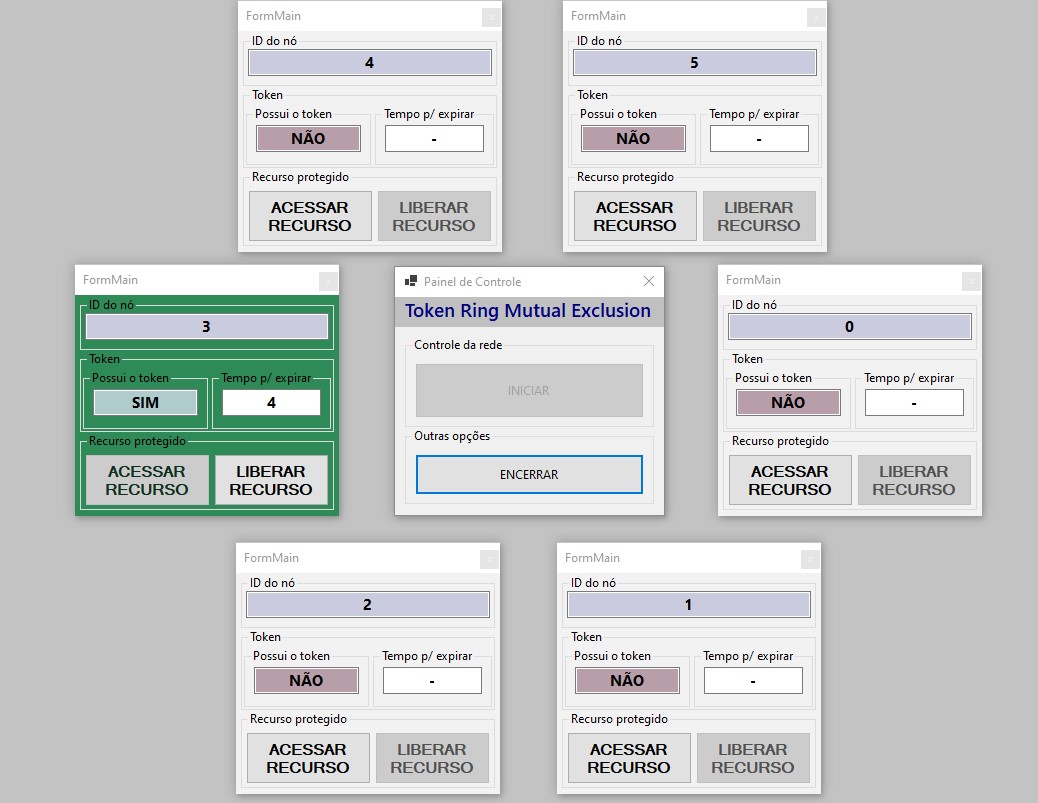 FormMain
ID do nó
4
Token
Possui o token
Tempo p/ expirar
NÃO
-
Recurso protegido
ACESSAR
RECURSO
LIBERAR
RECURSO
FormMain
ID do nó
5
Token
Possui o token
Tempo p/ expirar
NÃO
-
Recurso protegido
ACESSAR
RECURSO
LIBERAR
RECURSO
FormMain
ID do nó
3
Token
Possui o token
Tempo p/ expirar
SIM
4
Recurso protegido
ACESSAR
RECURSO
LIBERAR
RECURSO
Painel de Controle
Token Ring Mutual Exclusion
Controle da rede
INICIAR
Outras opções
ENCERRAR
FormMain
ID do nó
0
Token
Possui o token
Tempo p/ expirar
NÃO
-
Recurso protegido
ACESSAR
RECURSO
LIBERAR
RECURSO
FormMain
ID do nó
2
Token
Possui o token
Tempo p/ expirar
NÃO
-
Recurso protegido
ACESSAR
RECURSO
LIBERAR
RECURSO
FormMain
ID do nó
1
Token
Possui o token
Tempo p/ expirar
NÃO
-
Recurso protegido
ACESSAR
RECURSO
LIBERAR
RECURSO